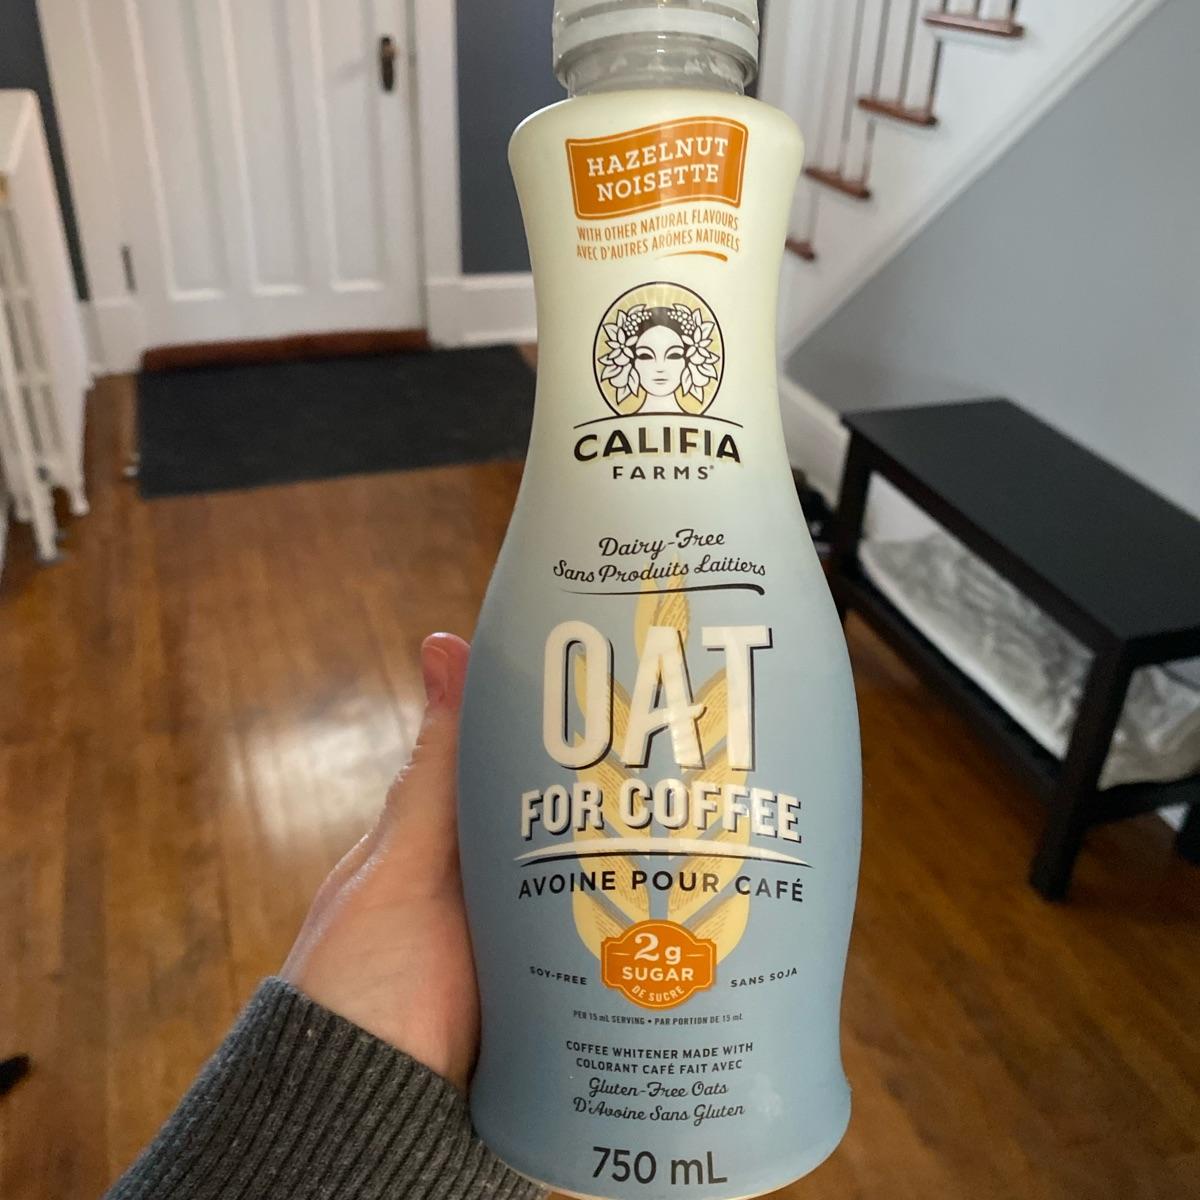 HAZELNUT
NOISETTE
WITH OTHER NATURAL FLAVOURS
AVEC D'AUTRES ARÔMES NATURELS
CALIFIA
FARMS®
Dairy-Free
Sans Produits Laitiers
OAT
FOR COFFEE
AVOINE POUR CAFÉ
2g
SUGAR
DE SUCRE
SOY-FREE
SANS SOJA
PER 15 mL SERVING • PAR PORTION DE 15 mL
COFFEE WHITENER MADE WITH
COLORANT CAFÉ FAIT AVEC
Gluten-Free Oats
D'Avoine Sans Gluten
750 mL